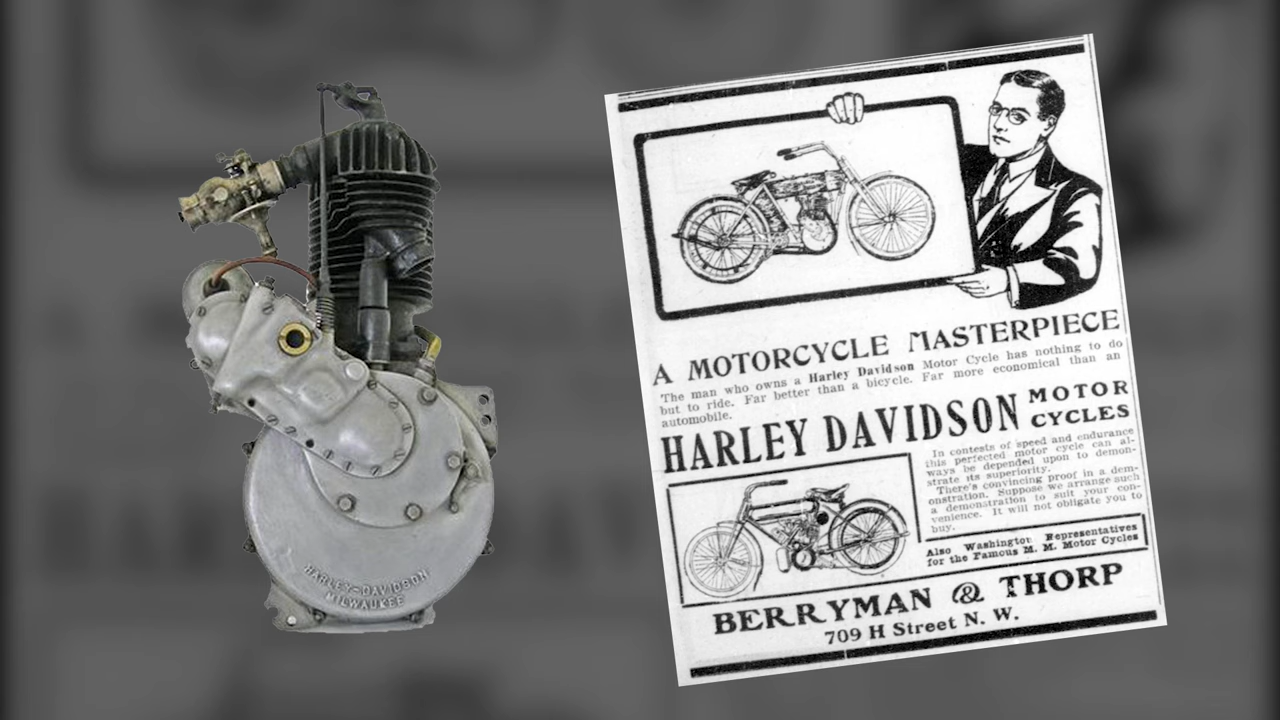 HARLEY-DAVIDSON
MILWAUKEE
A MOTORCYCLE MASTERPIECE
The man who owns a Harley Davidson Motor Cycle has nothing to do
but to ride. Far better than a bicycle. Far more economical than an
automobile.
HARLEY DAVIDSON MOTOR
CYCLES
In contests of speed and endurance
this perfected motor cycle can al-
ways be depended upon to demon-
strate its superiority.
There's convincing proof in a dem-
onstration. Suppose we arrange such
a demonstration to suit your con-
venience. It will not obligate you to
buy.
Also Washington Representatives
for the Famous M. M. Motor Cycles
BERRYMAN & THORP
709 H Street N. W.